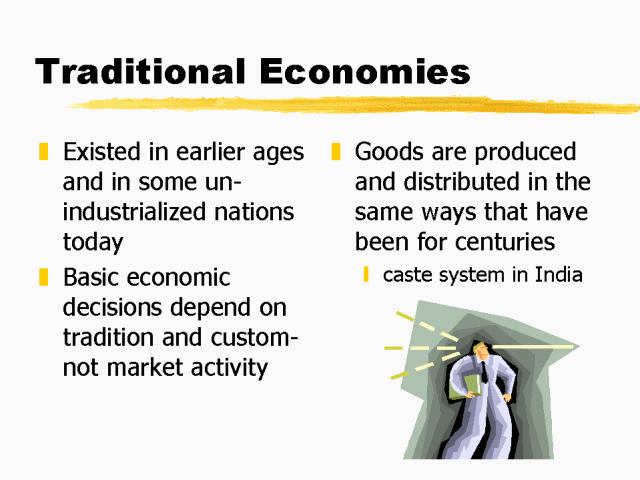 Traditional Economies
Existed in earlier ages
and in some un-
industrialized nations
today
Basic economic
decisions depend on
tradition and custom-
not market activity
Goods are produced
and distributed in the
same ways that have
been for centuries
caste system in India